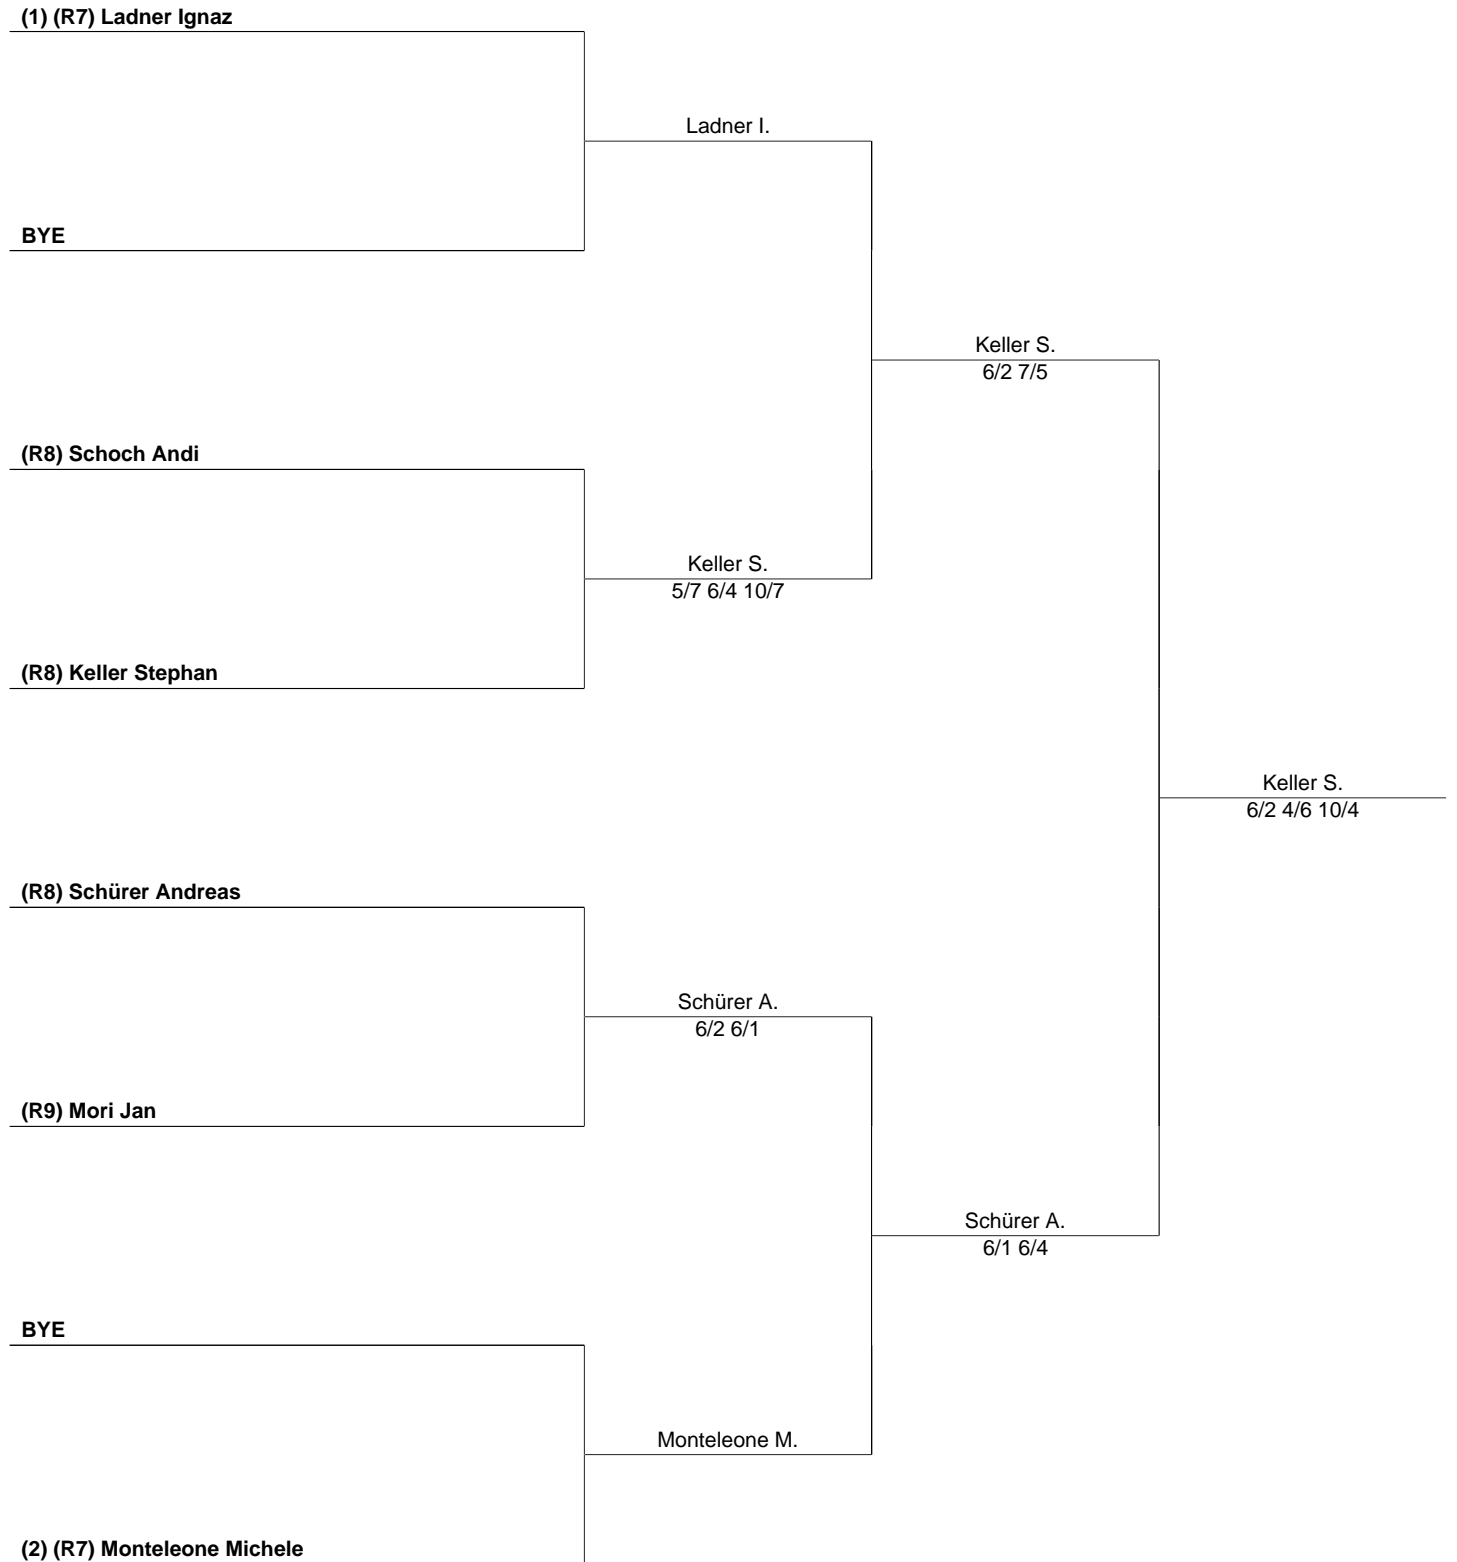 (1) (R7) Ladner Ignaz
Ladner I.
BYE
Keller S.
6/2 7/5
(R8) Schoch Andi
Keller S.
5/7 6/4 10/7
(R8) Keller Stephan
Keller S.
6/2 4/6 10/4
(R8) Schürer Andreas
Schürer A.
6/2 6/1
(R9) Mori Jan
Schürer A.
6/1 6/4
BYE
Monteleone M.
(2) (R7) Monteleone Michele